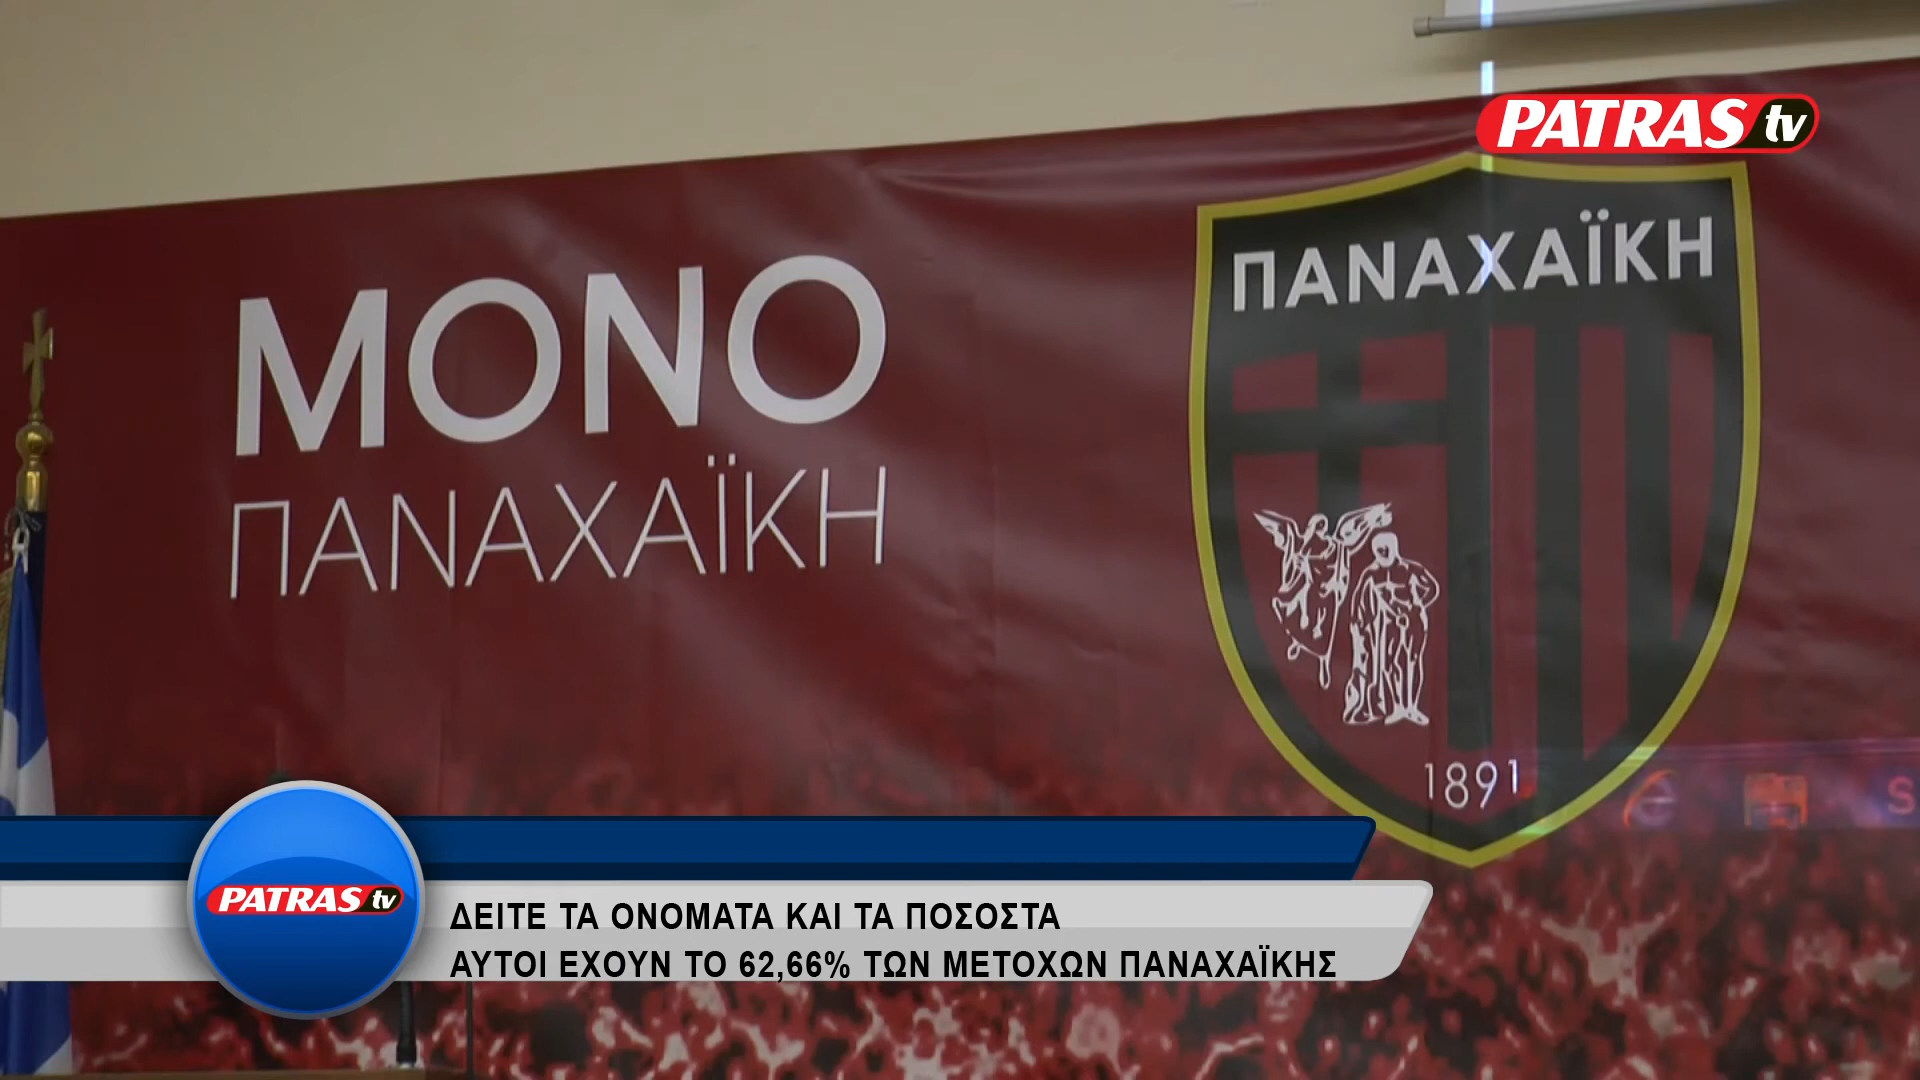 PATRAS tv
ΜΟΝΟ
ΠΑΝΑΧΑΪΚΗ
ΠΑΝΑΧΑΪΚΗ
1891
PATRAS tv
ΔΕΙΤΕ ΤΑ ΟΝΟΜΑΤΑ ΚΑΙ ΤΑ ΠΟΣΟΣΤΑ
ΑΥΤΟΙ ΕΧΟΥΝ ΤΟ 62,66% ΤΩΝ ΜΕΤΟΧΩΝ ΠΑΝΑΧΑΪΚΗΣ